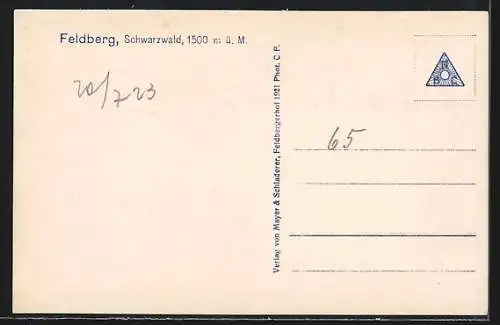 Feldberg, Schwarzwald, 1500 m ü. M.
20/7 23
65
Verlag von Mayer & Schladerer, Feldbergerhof 1921 Phot. C. P.